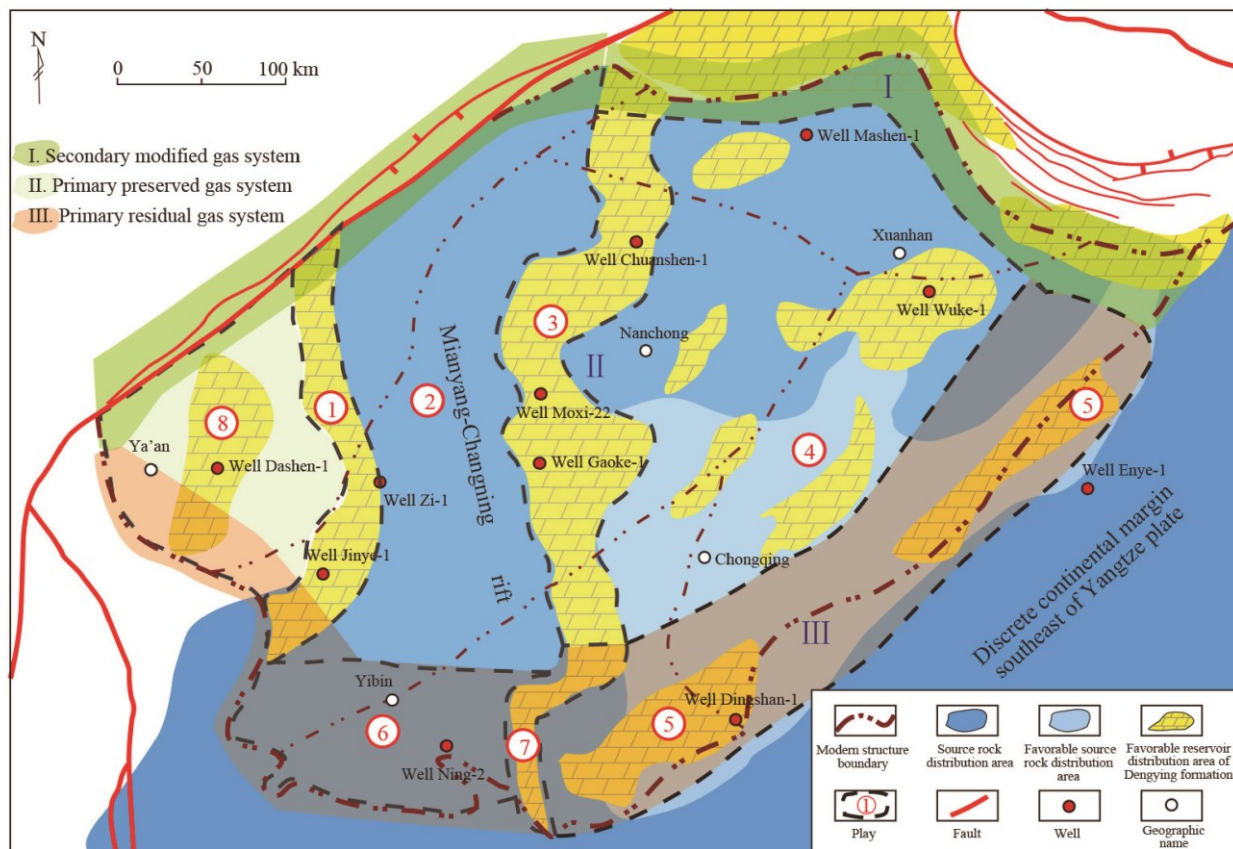 N
0 50 100 km
I. Secondary modified gas system
II. Primary preserved gas system
III. Primary residual gas system
I
Well Mashen-1
Xuanhan
Well Chuanshen-1
Well Wuke-1
3
Nanchong
II
Mianyang-Changning
rift
1
2
Well Moxi-22
5
8
4
Ya'an
Well Dashen-1
Well Gaoke-1
Well Zi-1
Well Enye-1
Well Jinye-1
Chongqing
Discrete continental margin
southeast of Yangtze plate
III
Yibin
Well Dingshan-1
6
7
5
Well Ning-2
Modern structure
boundary
Source rock
distribution area
Favorable source
rock distribution
area
Favorable reservoir
distribution area of
Dengying formation
1
Play
Fault
Well
Geographic
name